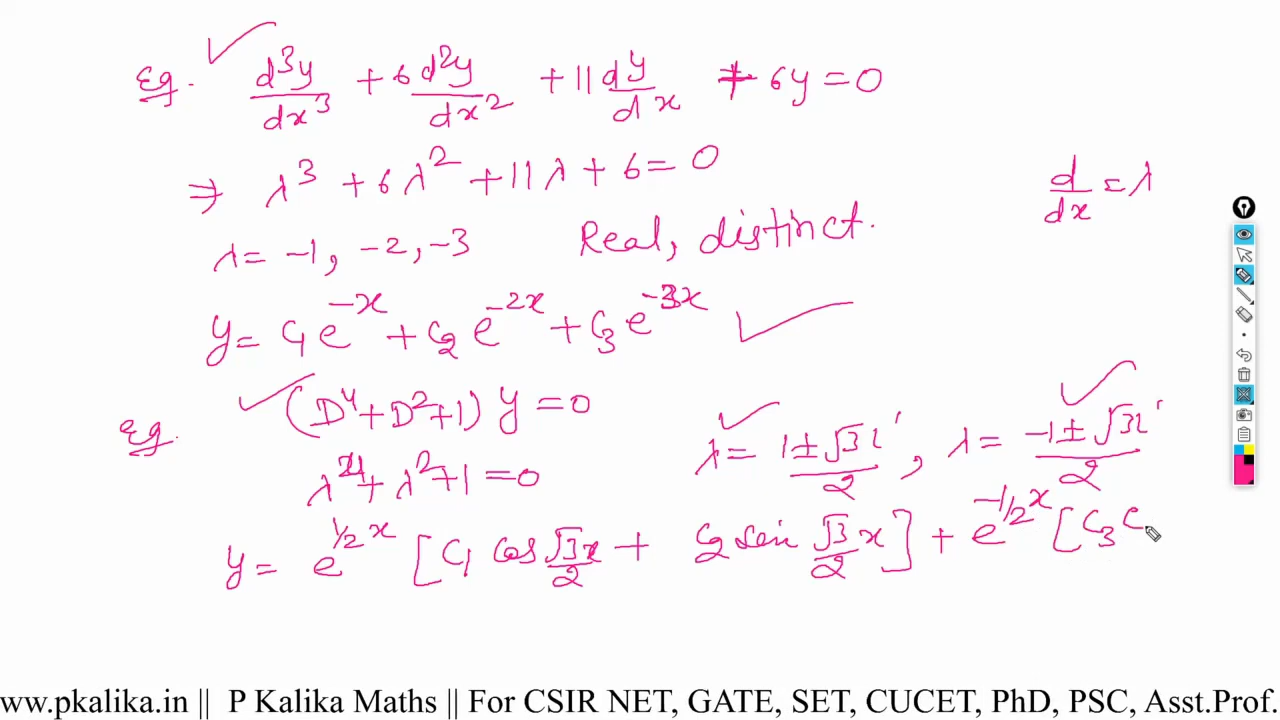 Eg. d³y/dx³ + 6 d²y/dx² + 11 dy/dx + 6y = 0
⇒ λ³ + 6λ² + 11λ + 6 = 0
d/dx = λ
λ = -1, -2, -3 Real, distinct.
y = C₁e^(-x) + C₂e^(-2x) + C₃e^(-3x)
Eg. (D⁴ + D² + 1) y = 0
λ⁴ + λ² + 1 = 0
λ = (1 ± √3i)/2 , λ = (-1 ± √3i)/2
y = e^(1/2 x) [C₁ cos √3x/2 + C₂ sin √3/2 x] + e^(-1/2 x) [C₃ c
www.pkalika.in || P Kalika Maths || For CSIR NET, GATE, SET, CUCET, PhD, PSC, Asst.Prof.